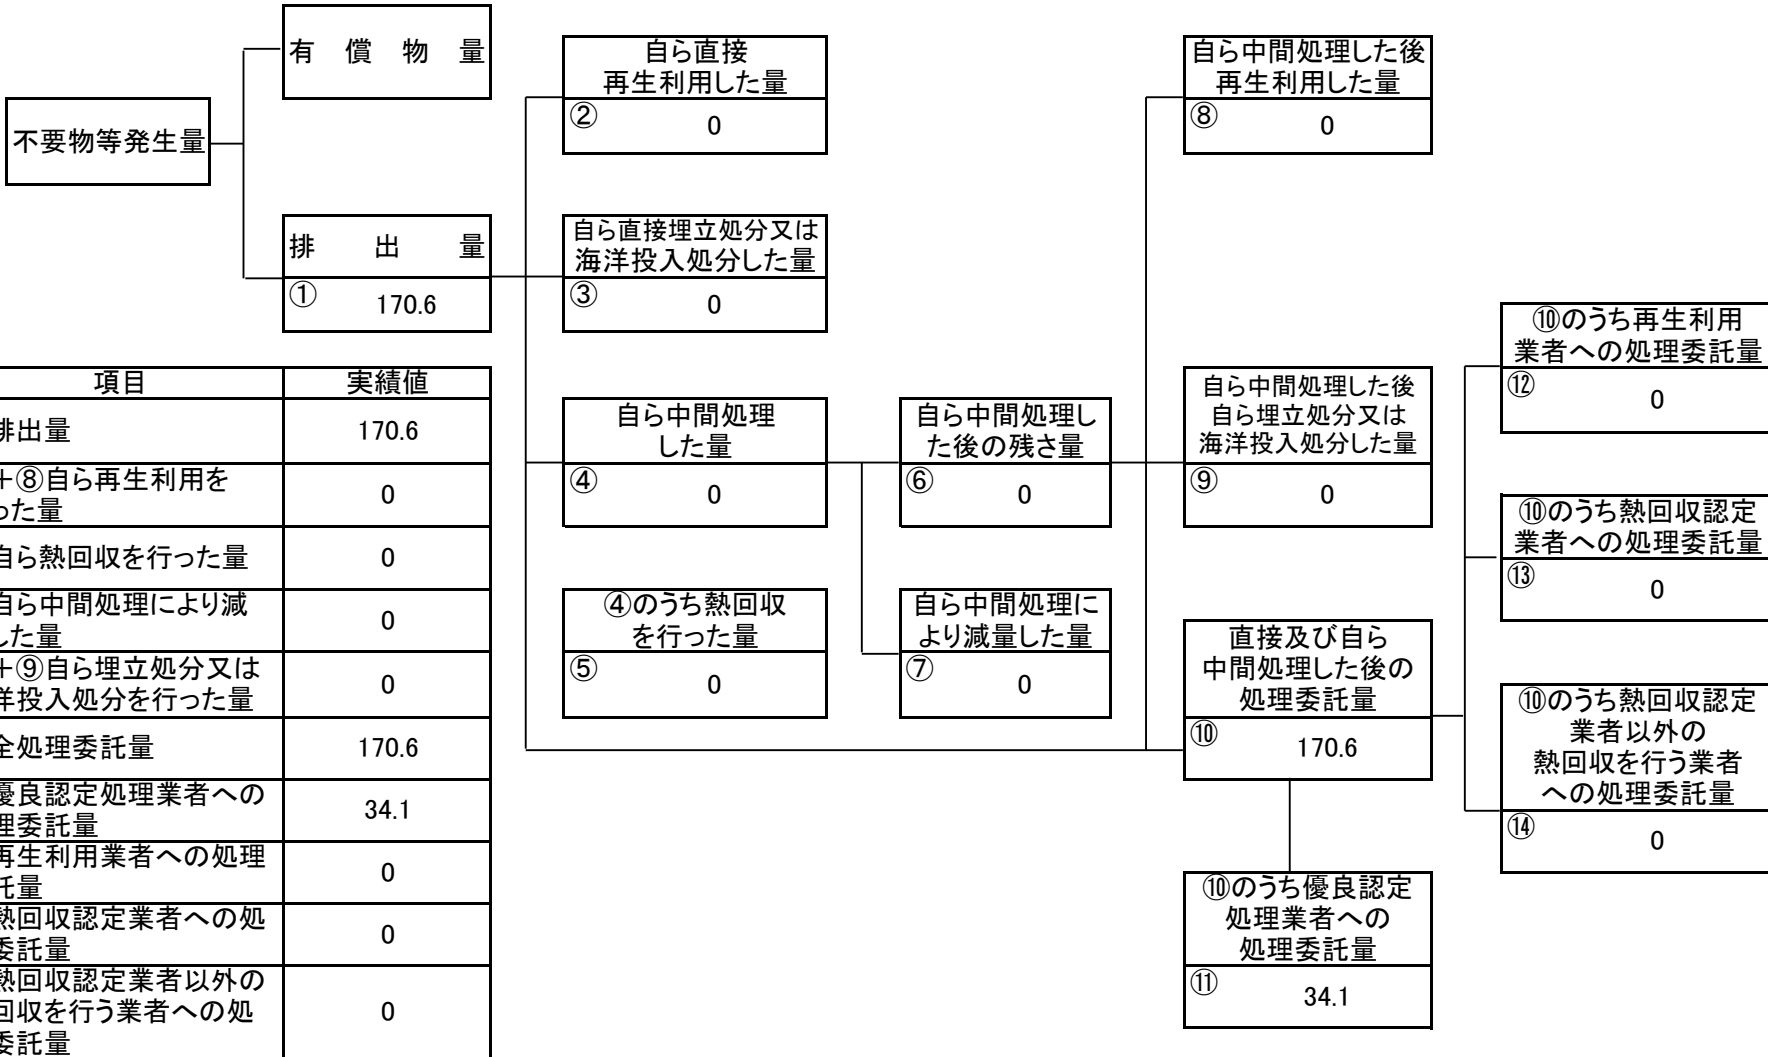 有償物量
不要物等発生量
排出量
①
170.6
自ら直接
再生利用した量
②
0
自ら直接埋立処分又は
海洋投入処分した量
③
0
自ら中間処理
した量
④
0
④のうち熱回収
を行った量
⑤
0
自ら中間処理し
た後の残さ量
⑥
0
自ら中間処理に
より減量した量
⑦
0
自ら中間処理した後
再生利用した量
⑧
0
自ら中間処理した後
自ら埋立処分又は
海洋投入処分した量
⑨
0
直接及び自ら
中間処理した後の
処理委託量
⑩
170.6
⑩のうち優良認定
処理業者への
処理委託量
⑪
34.1
⑩のうち再生利用
業者への処理委託量
⑫
0
⑩のうち熱回収認定
業者への処理委託量
⑬
0
⑩のうち熱回収認定
業者以外の
熱回収を行う業者
への処理委託量
⑭
0
項目
実績値
排出量
170.6
+⑧自ら再生利用を
った量
0
自ら熱回収を行った量
0
自ら中間処理により減
した量
0
+⑨自ら埋立処分又は
洋投入処分を行った量
0
全処理委託量
170.6
優良認定処理業者への
理委託量
34.1
再生利用業者への処理
託量
0
熱回収認定業者への処
委託量
0
熱回収認定業者以外の
回収を行う業者への処
委託量
0